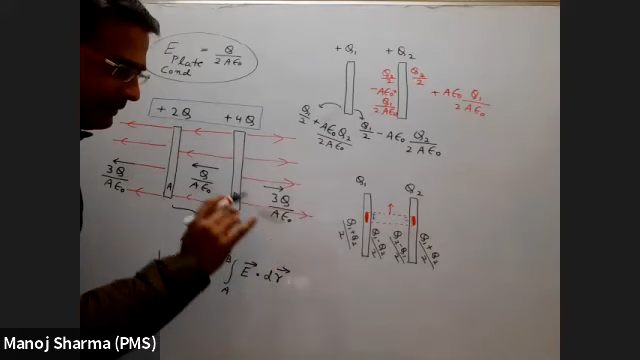 E Plate Cond = Q/2Aε₀
+2Q +4Q
3Q/Aε₀ Q/Aε₀ 3Q/Aε₀
A
∫ E⃗ · dr⃗
A
+Q₁ +Q₂
Q₂/2 - Aε₀ Q₁/2Aε₀ Q₂/2 + Aε₀ Q₁/2Aε₀
Q₁/2 + Aε₀Q₂/2Aε₀ Q₁/2 - Aε₀ Q₂/2Aε₀
Q₁ Q₂
Q₁+Q₂/2 Q₁-Q₂/2 Q₂-Q₁/2 Q₁+Q₂/2
Manoj Sharma (PMS)